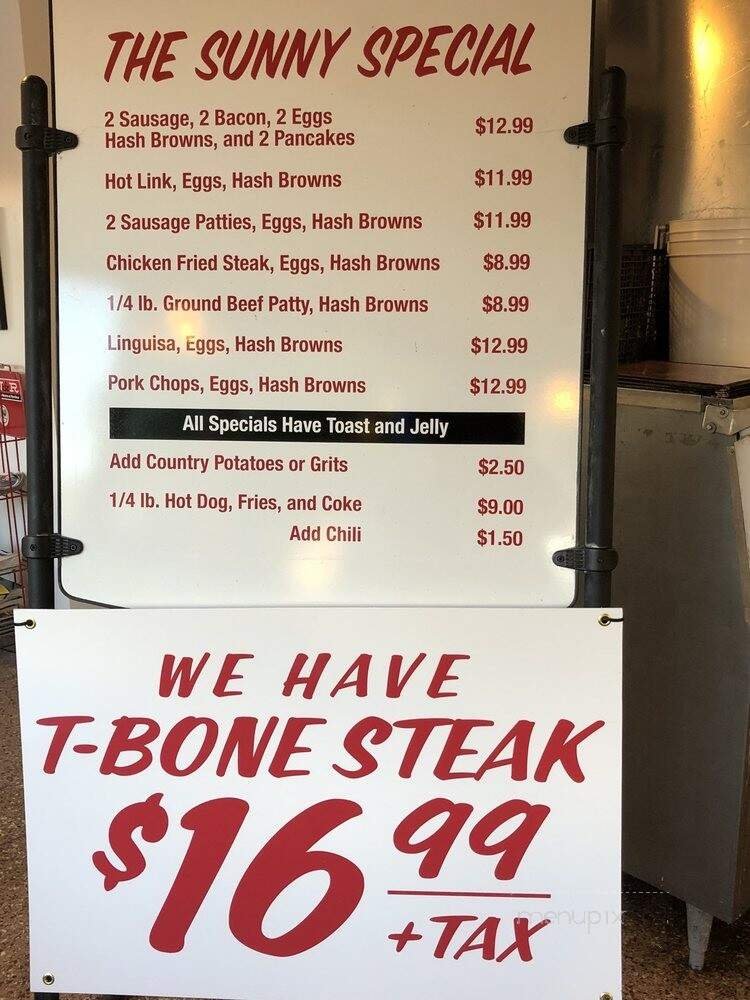 THE SUNNY SPECIAL
2 Sausage, 2 Bacon, 2 Eggs
Hash Browns, and 2 Pancakes $12.99
Hot Link, Eggs, Hash Browns $11.99
2 Sausage Patties, Eggs, Hash Browns $11.99
Chicken Fried Steak, Eggs, Hash Browns $8.99
1/4 lb. Ground Beef Patty, Hash Browns $8.99
Linguisa, Eggs, Hash Browns $12.99
Pork Chops, Eggs, Hash Browns $12.99
All Specials Have Toast and Jelly
Add Country Potatoes or Grits $2.50
1/4 lb. Hot Dog, Fries, and Coke $9.00
Add Chili $1.50
WE HAVE
T-BONE STEAK
$16 99
+TAX
menupix